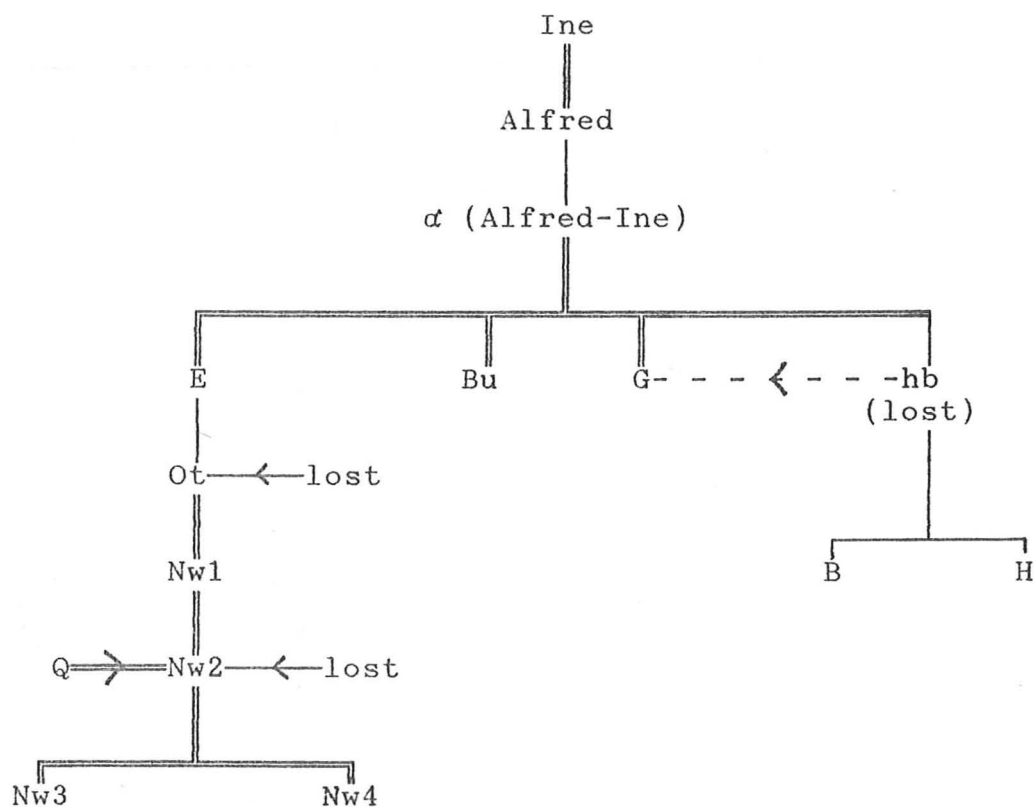 Ine
Alfred
α (Alfred-Ine)
E Bu G hb
(lost)
Ot lost
Nw1
B H
Q Nw2 lost
Nw3 Nw4